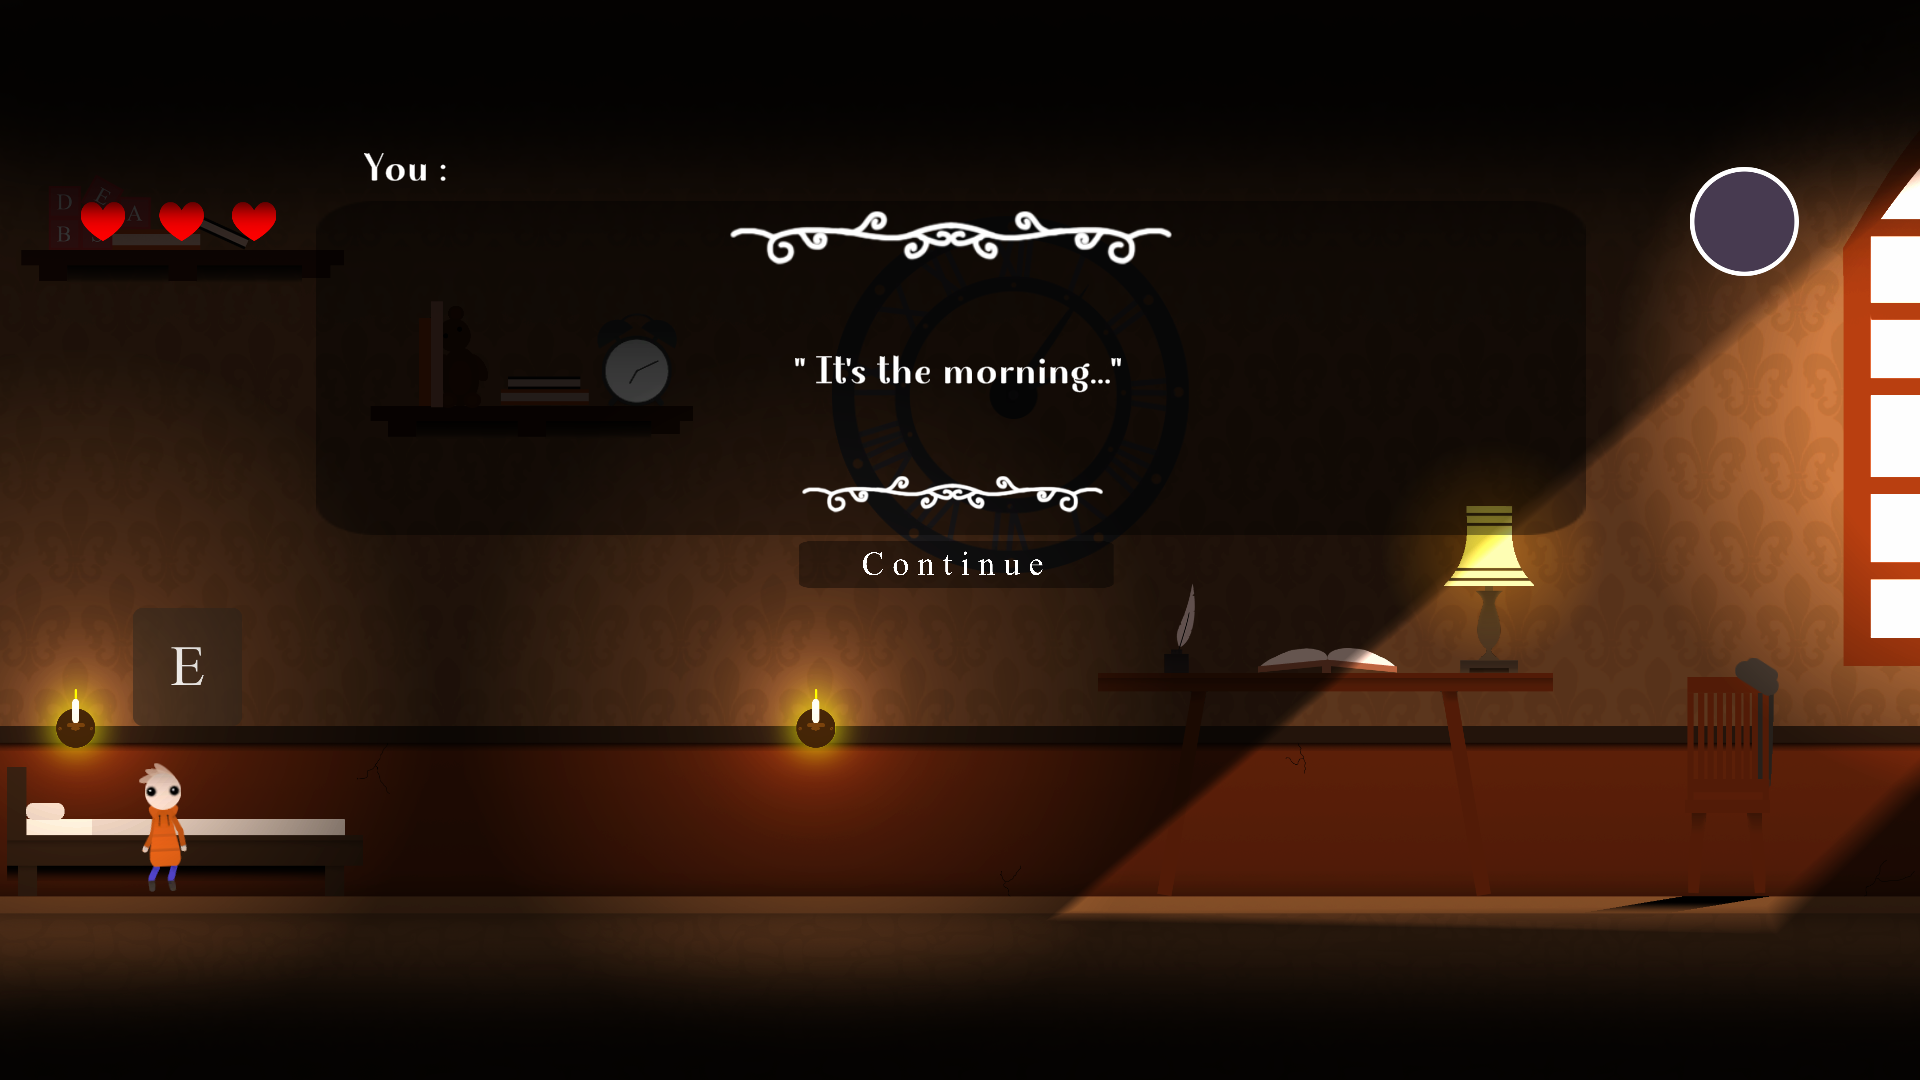 You :
D E A
B S
" It's the morning..."
Continue
E